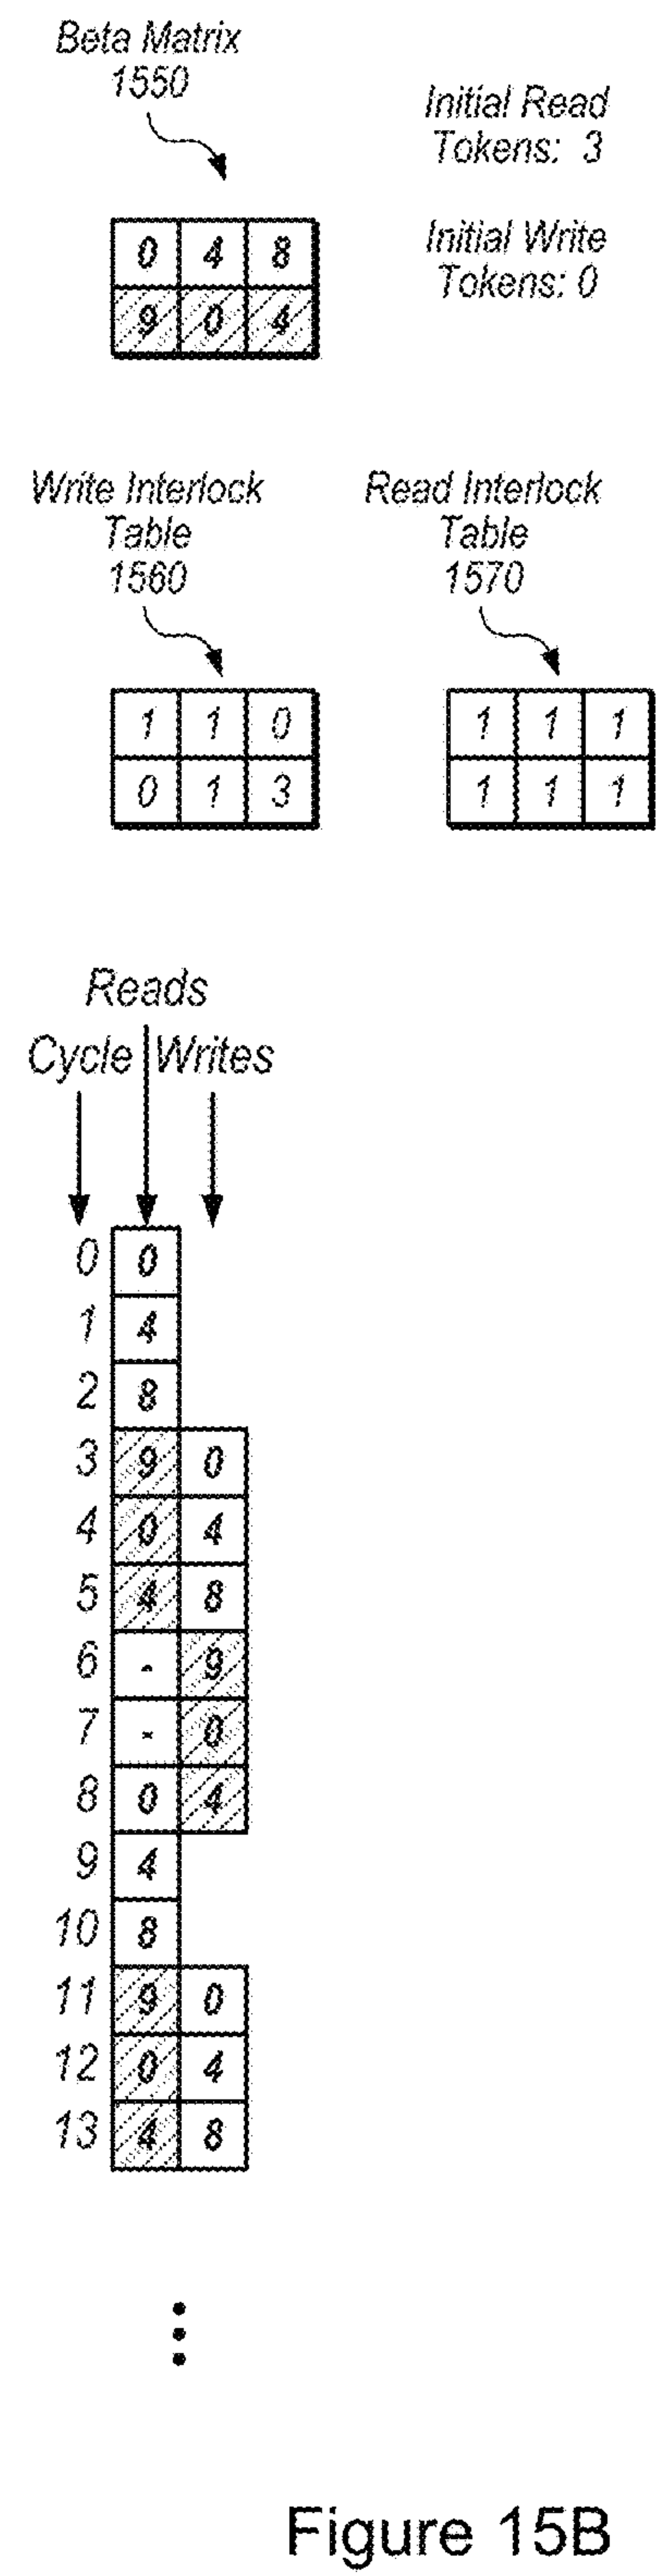 Beta Matrix
1550
Initial Read
Tokens: 3
Initial Write
Tokens: 0
0 4 8
9 0 4
Write Interlock
Table
1560
Read Interlock
Table
1570
1 1 0
0 1 3
1 1 1
1 1 1
Reads
Cycle Writes
0 0
1 4
2 8
3 9 0
4 0 4
5 4 8
6 - 9
7 - 0
8 0 4
9 4
10 8
11 9 0
12 0 4
13 4 8
Figure 15B